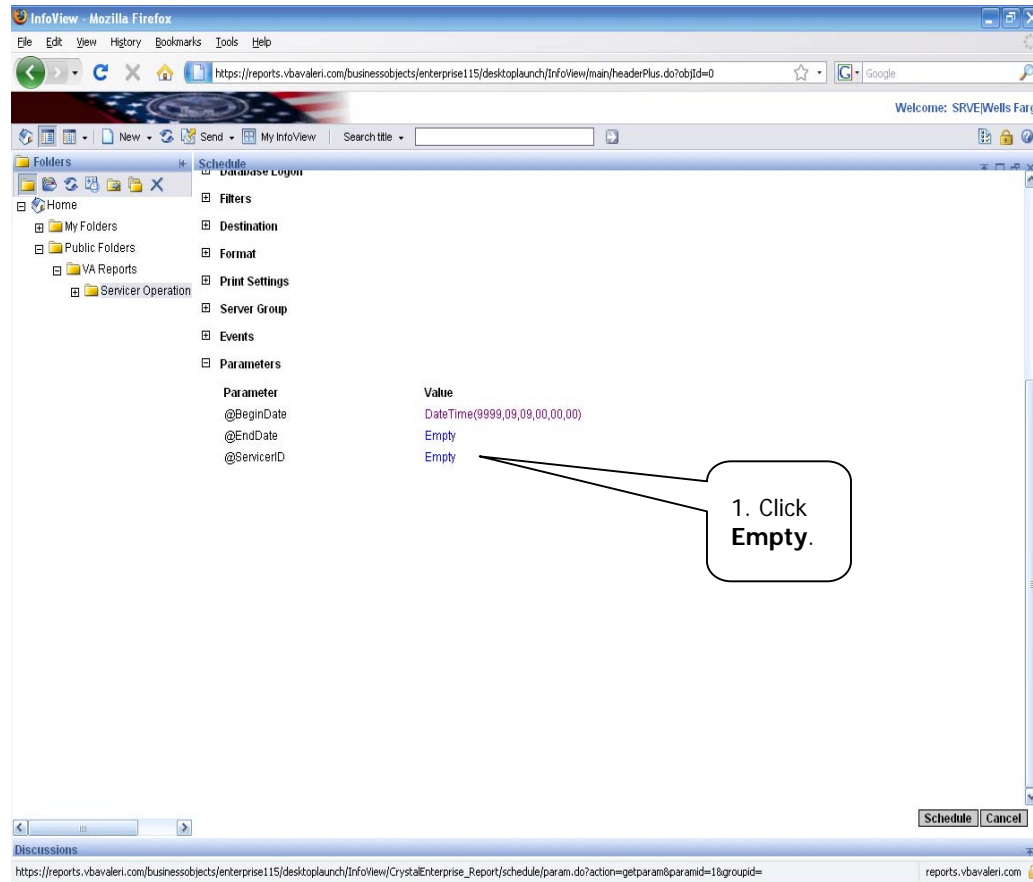 InfoView - Mozilla Firefox
File Edit View History Bookmarks Tools Help
https://reports.vbavaleri.com/businessobjects/enterprise115/desktoplaunch/InfoView/main/headerPlus.do?objId=0
Google
Welcome: SRVE|Wells Farg
New Send My InfoView Search title
Folders
Schedule
Database Logon
Home
My Folders
Public Folders
VA Reports
Servicer Operation
Filters
Destination
Format
Print Settings
Server Group
Events
Parameters
Parameter Value
@BeginDate DateTime(9999,09,09,00,00,00)
@EndDate Empty
@ServicerID Empty
1. Click
Empty.
Schedule Cancel
Discussions
https://reports.vbavaleri.com/businessobjects/enterprise115/desktoplaunch/InfoView/CrystalEnterprise_Report/schedule/param.do?action=getparam&paramid=1&groupid= reports.vbavaleri.com